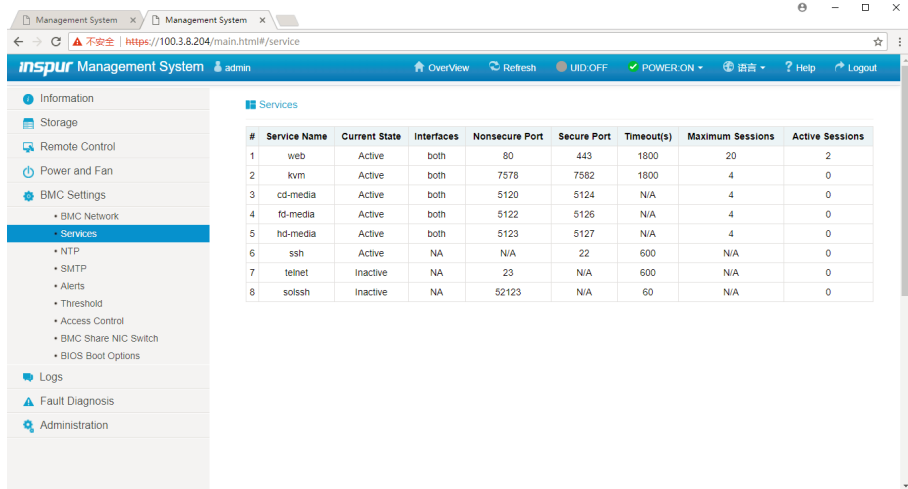 Management System
Management System
不安全 | https://100.3.8.204/main.html#/service
inspur Management System admin OverView Refresh UID:OFF POWER:ON 语言 Help Logout
Information
Storage
Remote Control
Power and Fan
BMC Settings
• BMC Network
• Services
• NTP
• SMTP
• Alerts
• Threshold
• Access Control
• BMC Share NIC Switch
• BIOS Boot Options
Logs
Fault Diagnosis
Administration
Services
# Service Name Current State Interfaces Nonsecure Port Secure Port Timeout(s) Maximum Sessions Active Sessions
1 web Active both 80 443 1800 20 2
2 kvm Active both 7578 7582 1800 4 0
3 cd-media Active both 5120 5124 N/A 4 0
4 fd-media Active both 5122 5126 N/A 4 0
5 hd-media Active both 5123 5127 N/A 4 0
6 ssh Active NA N/A 22 600 N/A 0
7 telnet Inactive NA 23 N/A 600 N/A 0
8 solssh Inactive NA 52123 N/A 60 N/A 0